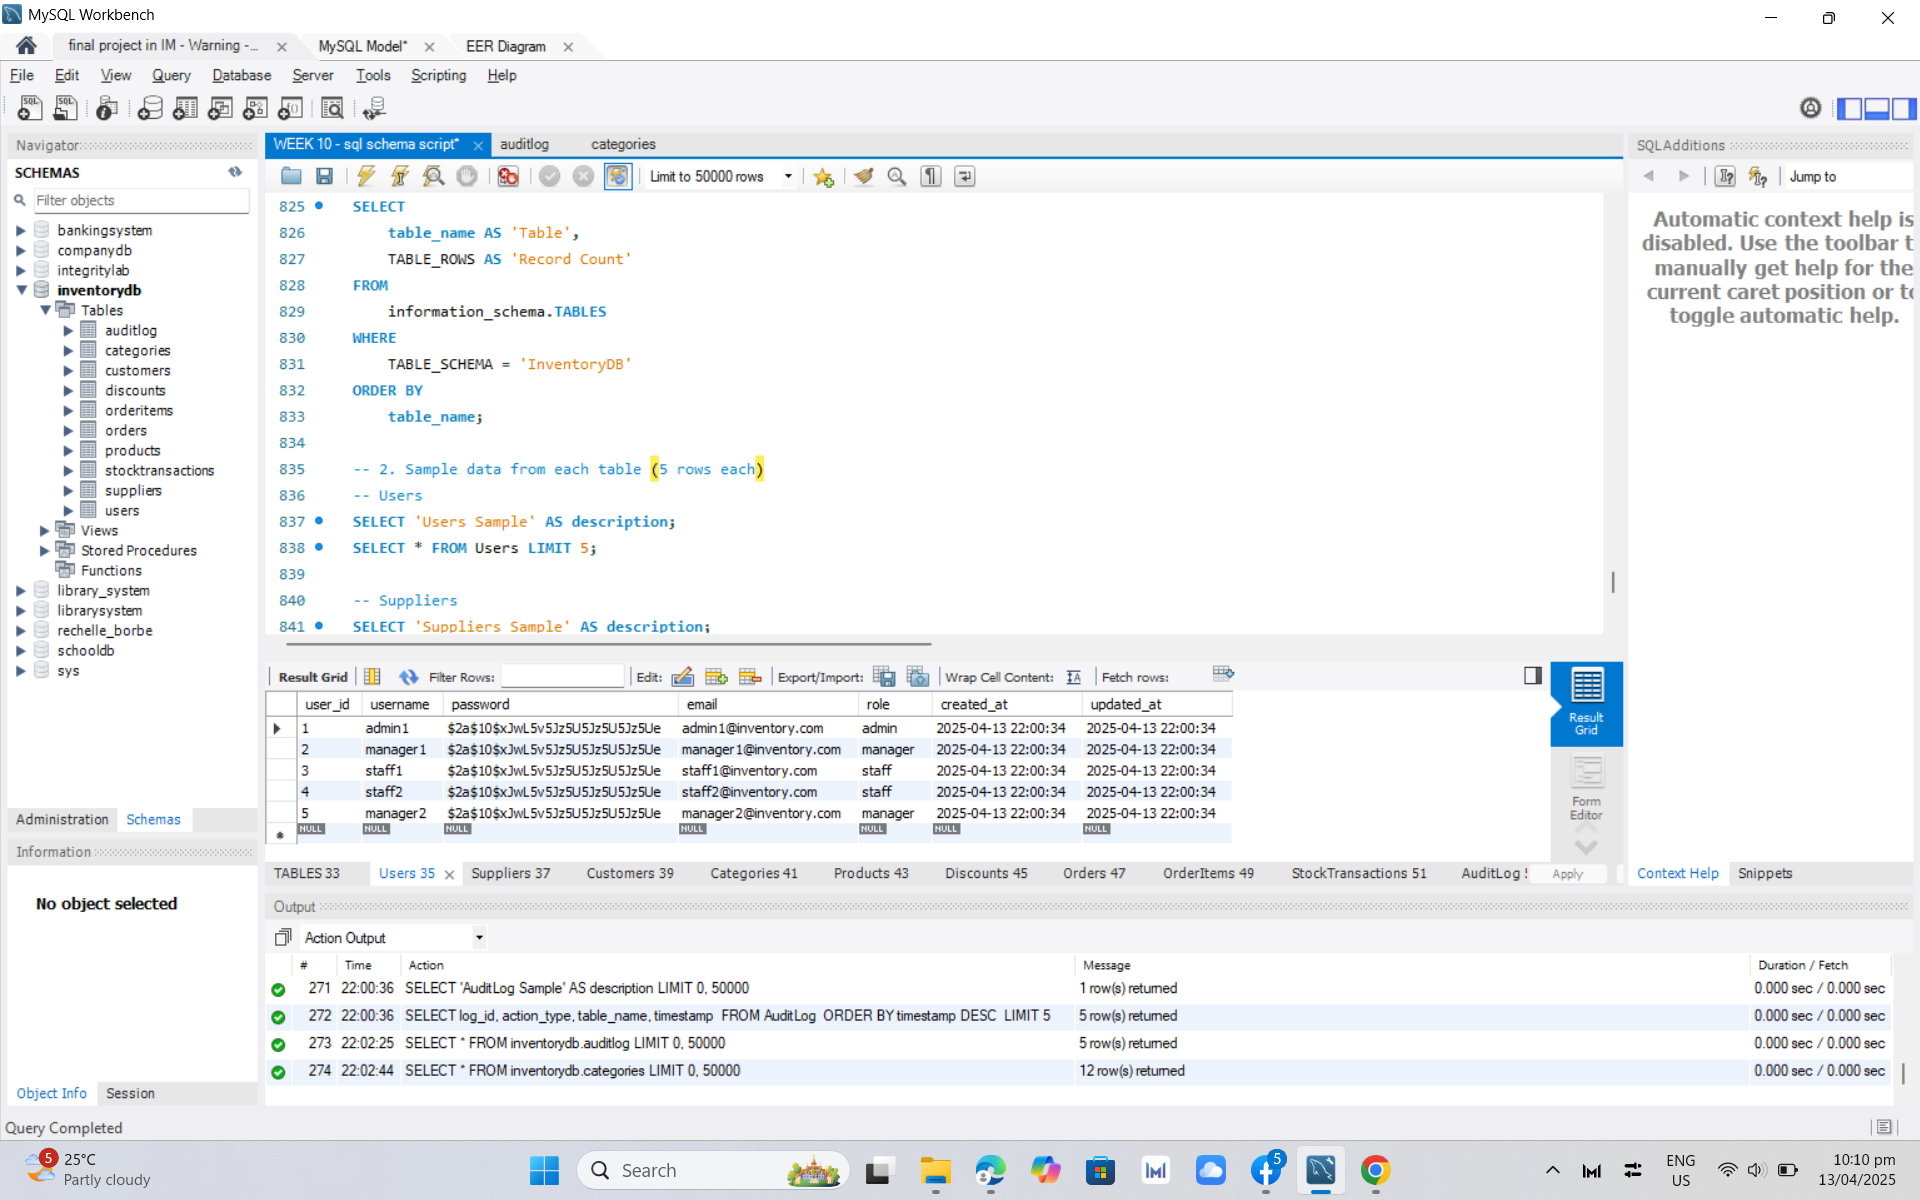 MySQL Workbench
final project in IM - Warning -...
MySQL Model*
EER Diagram
File Edit View Query Database Server Tools Scripting Help
Navigator
SCHEMAS
Filter objects
bankingsystem
companydb
integritylab
inventorydb
Tables
auditlog
categories
customers
discounts
orderitems
orders
products
stocktransactions
suppliers
users
Views
Stored Procedures
Functions
library_system
librarysystem
rechelle_borbe
schooldb
sys
Administration Schemas
Information
No object selected
Object Info Session
Query Completed
WEEK 10 - sql schema script* auditlog categories
Limit to 50000 rows
825 SELECT
826 table_name AS 'Table',
827 TABLE_ROWS AS 'Record Count'
828 FROM
829 information_schema.TABLES
830 WHERE
831 TABLE_SCHEMA = 'InventoryDB'
832 ORDER BY
833 table_name;
834
835 -- 2. Sample data from each table (5 rows each)
836 -- Users
837 SELECT 'Users Sample' AS description;
838 SELECT * FROM Users LIMIT 5;
839
840 -- Suppliers
841 SELECT 'Suppliers Sample' AS description;
Result Grid Filter Rows: Edit: Export/Import: Wrap Cell Content: Fetch rows:
user_id username password email role created_at updated_at
1 admin1 $2a$10$xJwL5v5Jz5U5Jz5U5Jz5Ue admin1@inventory.com admin 2025-04-13 22:00:34 2025-04-13 22:00:34
2 manager1 $2a$10$xJwL5v5Jz5U5Jz5U5Jz5Ue manager1@inventory.com manager 2025-04-13 22:00:34 2025-04-13 22:00:34
3 staff1 $2a$10$xJwL5v5Jz5U5Jz5U5Jz5Ue staff1@inventory.com staff 2025-04-13 22:00:34 2025-04-13 22:00:34
4 staff2 $2a$10$xJwL5v5Jz5U5Jz5U5Jz5Ue staff2@inventory.com staff 2025-04-13 22:00:34 2025-04-13 22:00:34
5 manager2 $2a$10$xJwL5v5Jz5U5Jz5U5Jz5Ue manager2@inventory.com manager 2025-04-13 22:00:34 2025-04-13 22:00:34
NULL NULL NULL NULL NULL NULL NULL
Result Grid
Form Editor
TABLES 33 Users 35 Suppliers 37 Customers 39 Categories 41 Products 43 Discounts 45 Orders 47 OrderItems 49 StockTransactions 51 AuditLog Apply
Output
Action Output
# Time Action Message Duration / Fetch
271 22:00:36 SELECT 'AuditLog Sample' AS description LIMIT 0, 50000 1 row(s) returned 0.000 sec / 0.000 sec
272 22:00:36 SELECT log_id, action_type, table_name, timestamp FROM AuditLog ORDER BY timestamp DESC LIMIT 5 5 row(s) returned 0.000 sec / 0.000 sec
273 22:02:25 SELECT * FROM inventorydb.auditlog LIMIT 0, 50000 5 row(s) returned 0.000 sec / 0.000 sec
274 22:02:44 SELECT * FROM inventorydb.categories LIMIT 0, 50000 12 row(s) returned 0.000 sec / 0.000 sec
SQLAdditions
Jump to
Automatic context help is
disabled. Use the toolbar t
manually get help for the
current caret position or to
toggle automatic help.
Context Help Snippets
5
25°C
Partly cloudy
Search
5
ENG
US
10:10 pm
13/04/2025